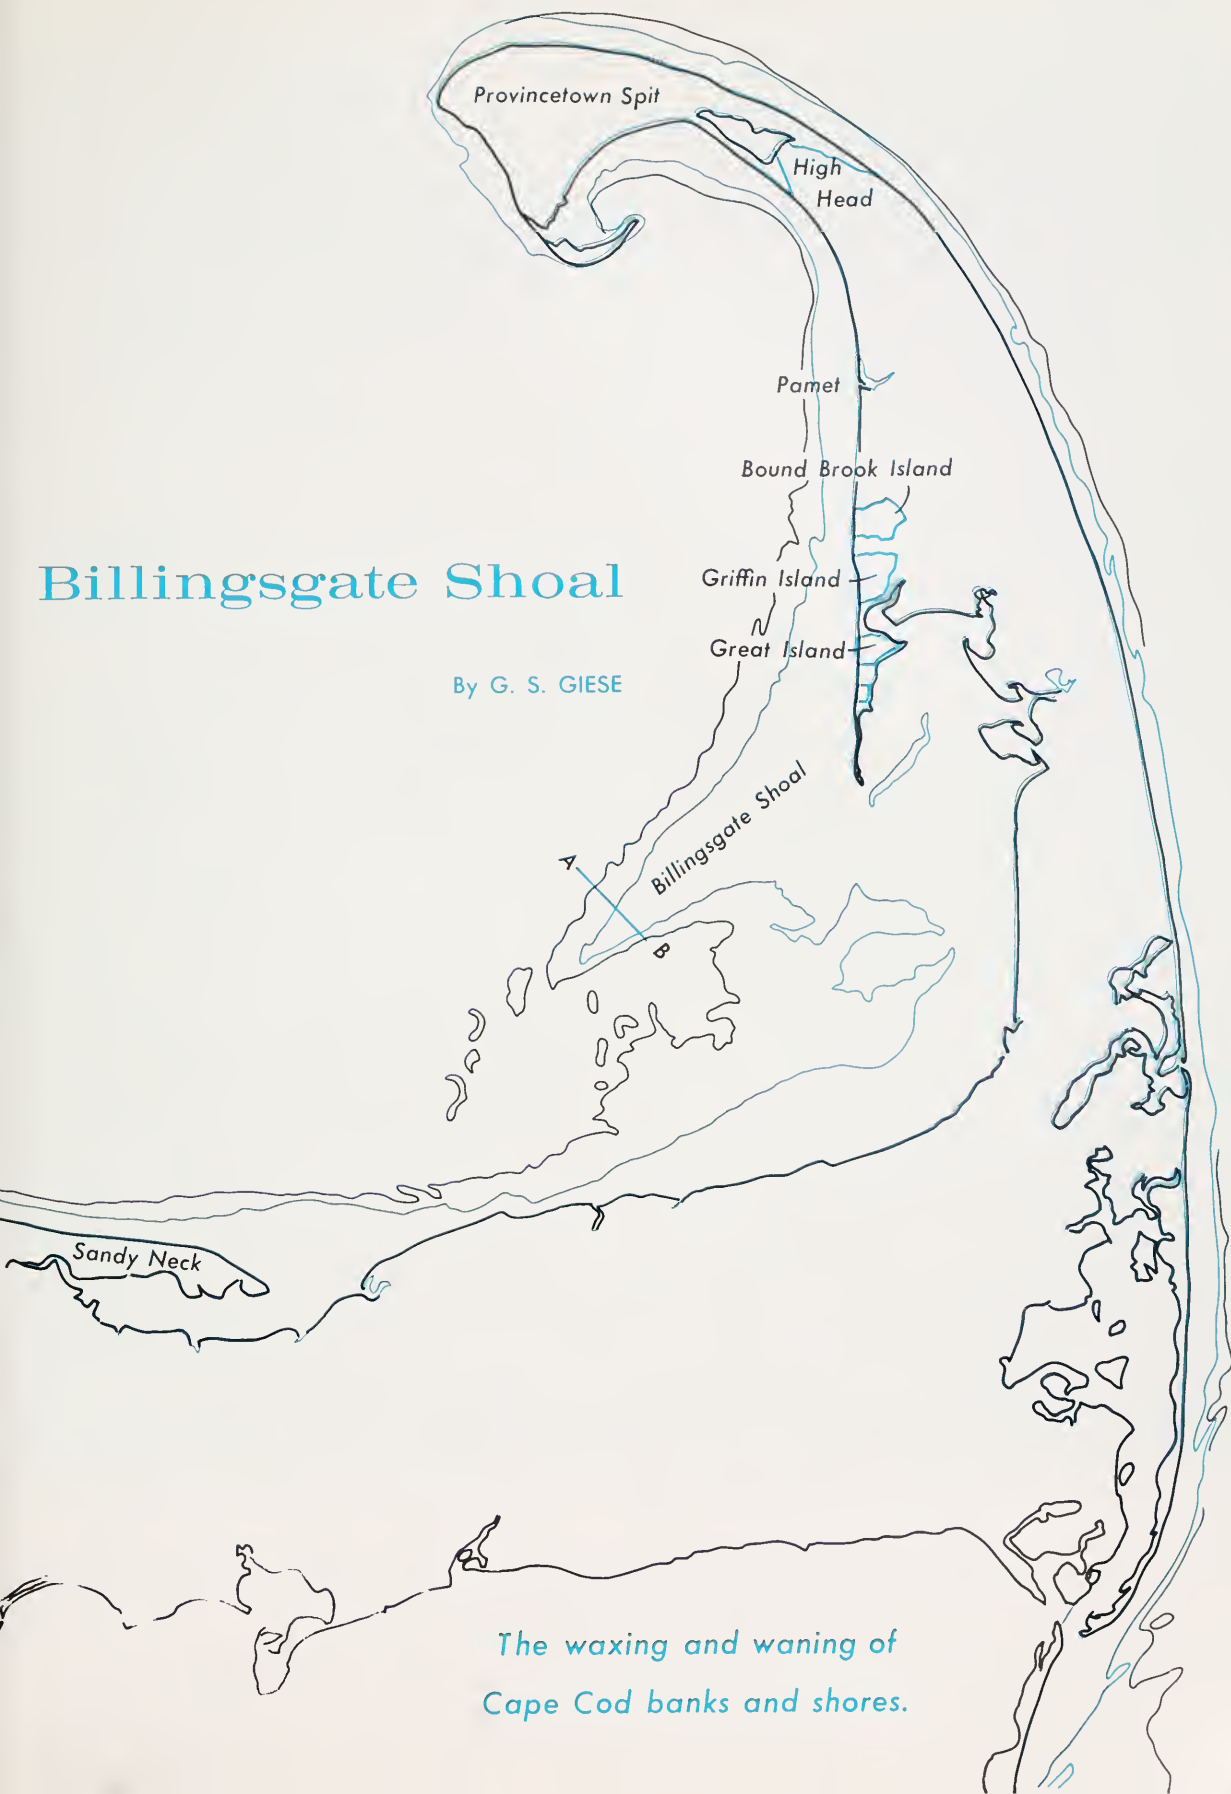 Provincetown Spit
High
Head
Pamet
Bound Brook Island
Billingsgate Shoal
Griffin Island
Great Island
By G. S. GIESE
Billingsgate Shoal
A
B
Sandy Neck
The waxing and waning of
Cape Cod banks and shores.